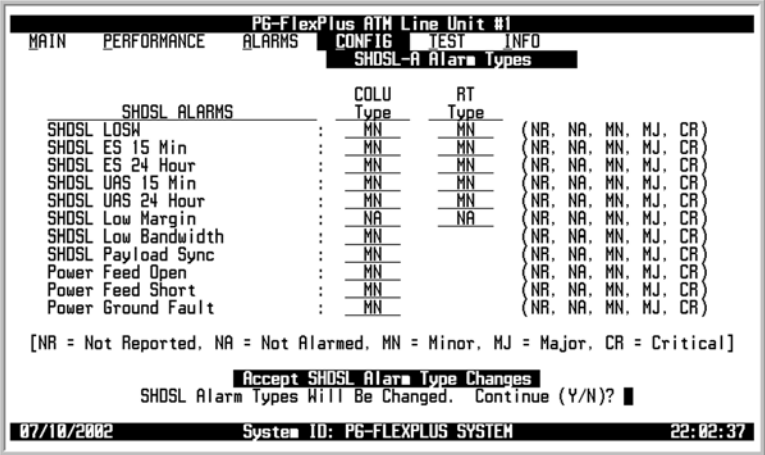 PG-FlexPlus ATM Line Unit #1
MAIN PERFORMANCE ALARMS CONFIG TEST INFO
SHDSL-A Alarm Types
COLU RT
SHDSL ALARMS Type Type
SHDSL LOSW : MN MN (NR, NA, MN, MJ, CR)
SHDSL ES 15 Min : MN MN (NR, NA, MN, MJ, CR)
SHDSL ES 24 Hour : MN MN (NR, NA, MN, MJ, CR)
SHDSL UAS 15 Min : MN MN (NR, NA, MN, MJ, CR)
SHDSL UAS 24 Hour : MN MN (NR, NA, MN, MJ, CR)
SHDSL Low Margin : NA NA (NR, NA, MN, MJ, CR)
SHDSL Low Bandwidth : MN (NR, NA, MN, MJ, CR)
SHDSL Payload Sync : MN (NR, NA, MN, MJ, CR)
Power Feed Open : MN (NR, NA, MN, MJ, CR)
Power Feed Short : MN (NR, NA, MN, MJ, CR)
Power Ground Fault : MN (NR, NA, MN, MJ, CR)
[NR = Not Reported, NA = Not Alarmed, MN = Minor, MJ = Major, CR = Critical]
Accept SHDSL Alarm Type Changes
SHDSL Alarm Types Will Be Changed. Continue (Y/N)?
07/10/2002 System ID: PG-FLEXPLUS SYSTEM 22:02:37